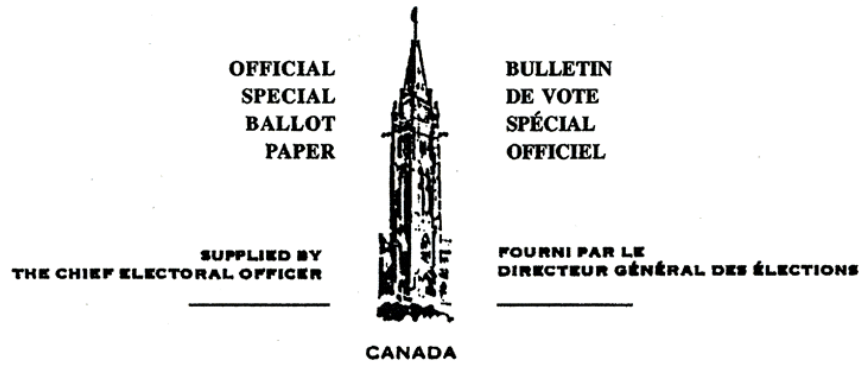 OFFICIAL
SPECIAL
BALLOT
PAPER
BULLETIN
DE VOTE
SPÉCIAL
OFFICIEL
SUPPLIED BY
THE CHIEF ELECTORAL OFFICER
FOURNI PAR LE
DIRECTEUR GÉNÉRAL DES ÉLECTIONS
CANADA